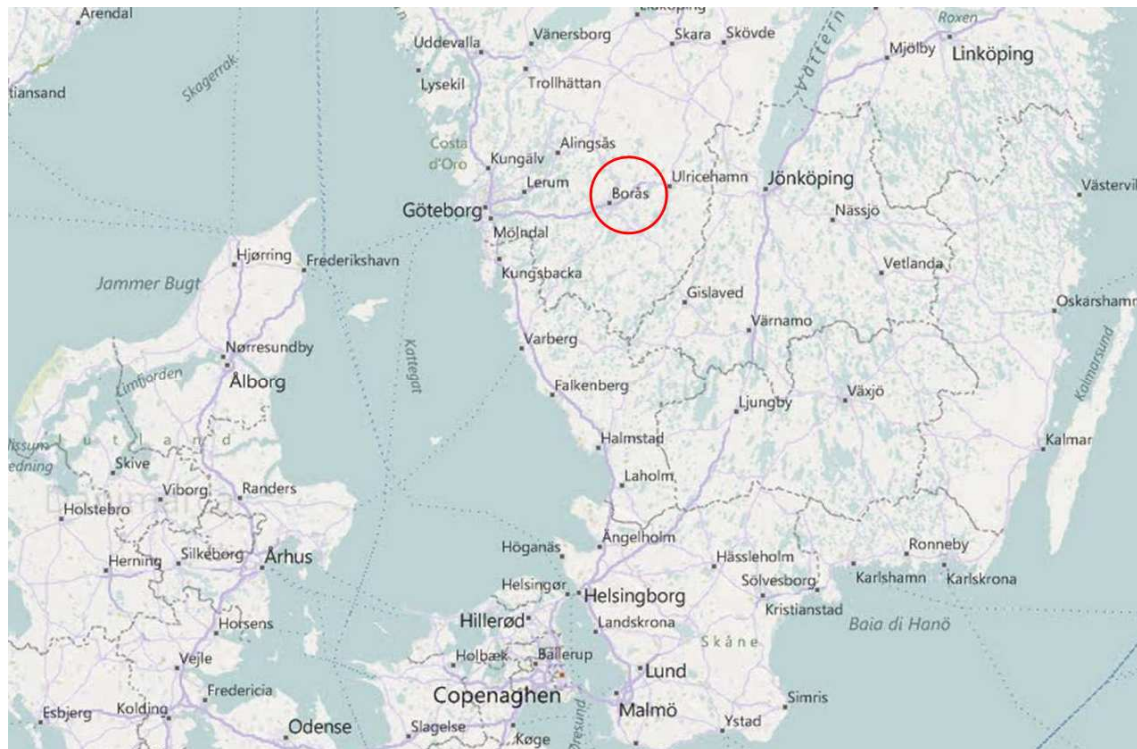 Arendal
Roxen
Vänersborg
Skara
Skövde
Uddevalla
Mjölby
Linköping
Skagerrak
Vättern
Lysekil
Trollhättan
tiansand
Costa
d'Oro
Alingsås
Kungälv
Lerum
Borås
Ulricehamn
Jönköping
Västervik
Göteborg
Nässjö
Mölndal
Hjørring
Frederikshavn
Kungsbacka
Vetlanda
Jammer Bugt
Gislaved
Oskarshamn
Värnamo
Varberg
Nørresundby
Kattegat
Kalmarsund
Limfjorden
Ålborg
Falkenberg
Ljungby
Växjö
Jutland
Halmstad
Kalmar
lissum
edning
Skive
Laholm
Viborg
Randers
Holstebro
Ängelholm
Höganäs
Silkeborg
Århus
Herning
Hässleholm
Ronneby
Helsingør
Helsingborg
Sölvesborg
Karlshamn
Karlskrona
Kristianstad
Hillerød
Landskrona
Baia di Hanö
Horsens
Skåne
Holbæk
Ballerup
Vejle
Lund
Copenaghen
Fredericia
Malmö
Simris
Esbjerg
Kolding
Odense
Slagelse
Køge
Øresund
Ystad